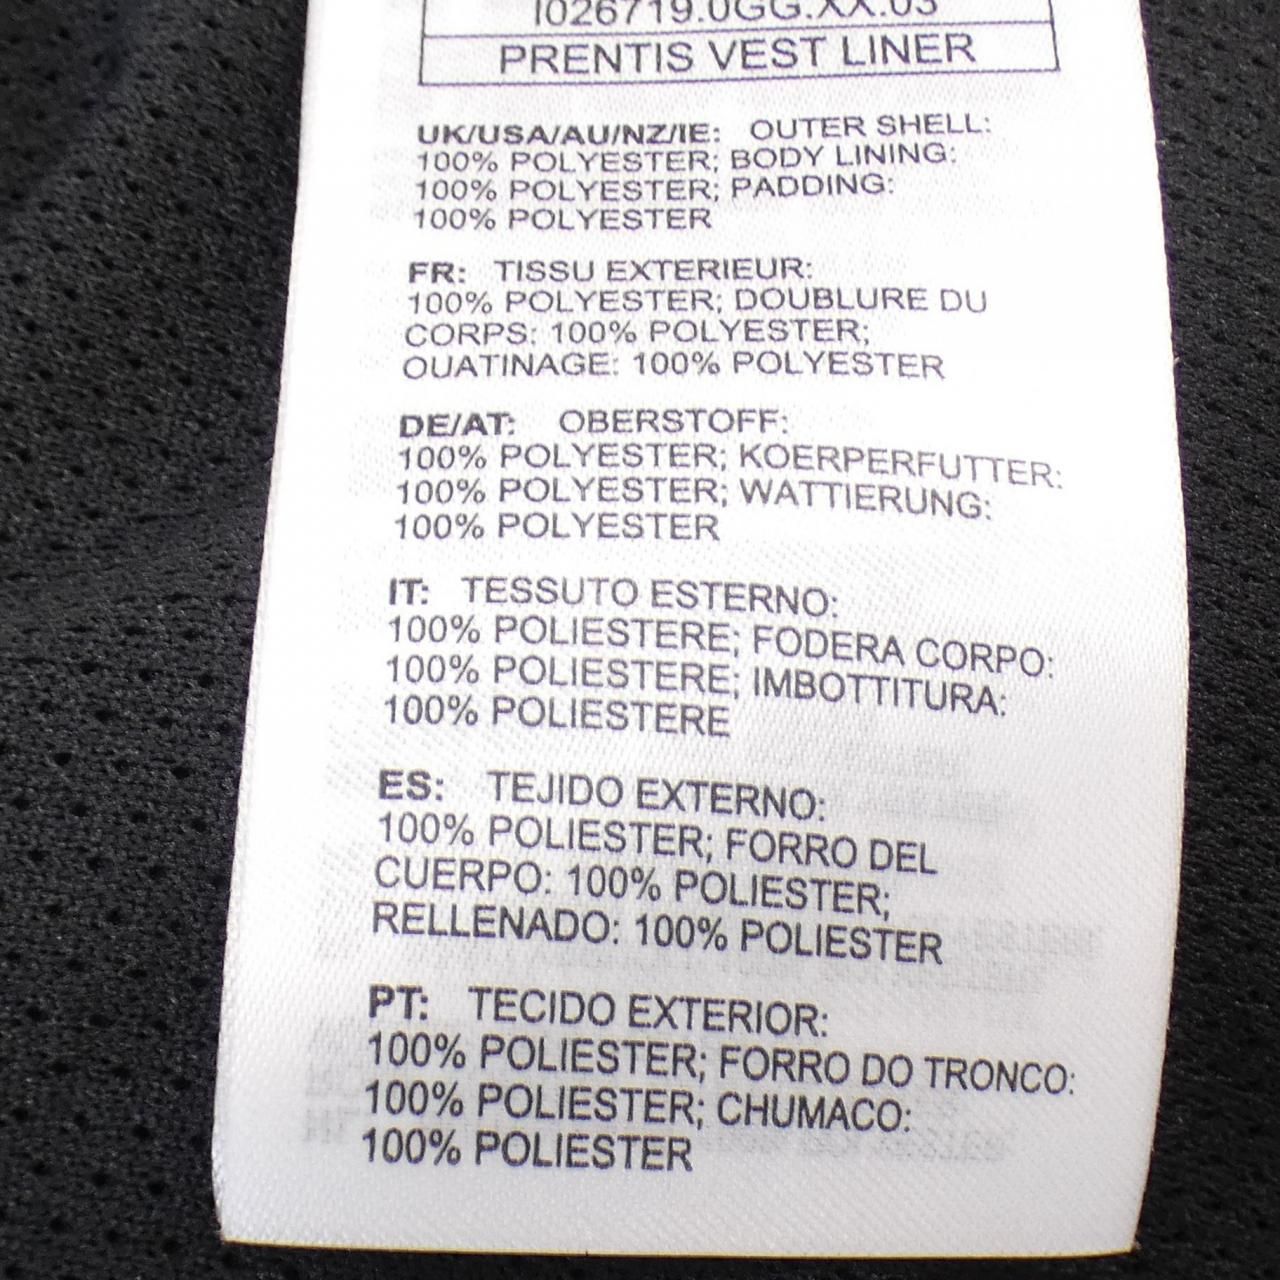 I026719.0GG.XX.03
PRENTIS VEST LINER
UK/USA/AU/NZ/IE: OUTER SHELL:
100% POLYESTER; BODY LINING:
100% POLYESTER; PADDING:
100% POLYESTER
FR: TISSU EXTERIEUR:
100% POLYESTER; DOUBLURE DU
CORPS: 100% POLYESTER;
OUATINAGE: 100% POLYESTER
DE/AT: OBERSTOFF:
100% POLYESTER; KOERPERFUTTER:
100% POLYESTER; WATTIERUNG:
100% POLYESTER
IT: TESSUTO ESTERNO:
100% POLIESTERE; FODERA CORPO:
100% POLIESTERE; IMBOTTITURA:
100% POLIESTERE
ES: TEJIDO EXTERNO:
100% POLIESTER; FORRO DEL
CUERPO: 100% POLIESTER;
RELLENADO: 100% POLIESTER
PT: TECIDO EXTERIOR:
100% POLIESTER; FORRO DO TRONCO:
100% POLIESTER; CHUMACO:
100% POLIESTER